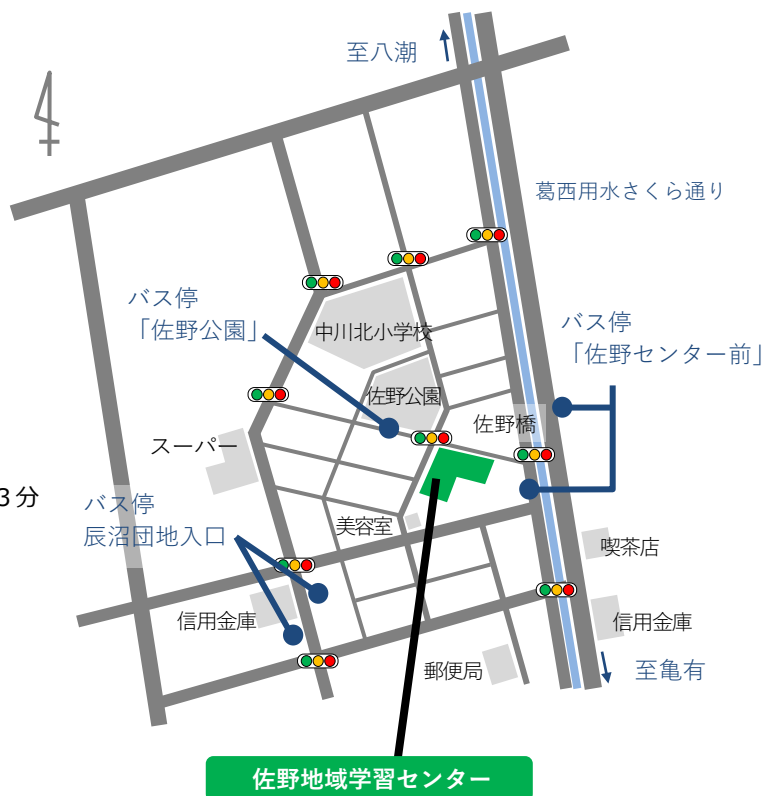 至八潮
葛西用水さくら通り
バス停
「佐野公園」
中川北小学校
バス停
「佐野センター前」
佐野公園
佐野橋
スーパー
3分
バス停
辰沼団地入口
美容室
喫茶店
信用金庫
信用金庫
郵便局
至亀有
佐野地域学習センター